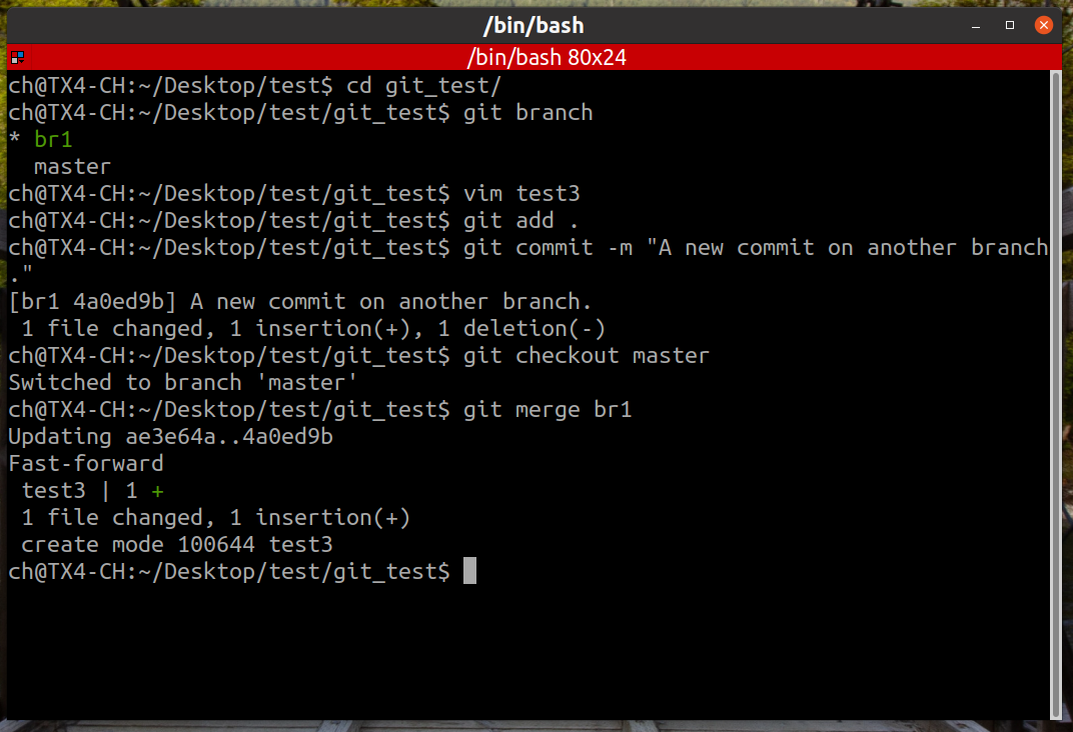 /bin/bash
/bin/bash 80x24
ch@TX4-CH:~/Desktop/test$ cd git_test/
ch@TX4-CH:~/Desktop/test/git_test$ git branch
* br1
  master
ch@TX4-CH:~/Desktop/test/git_test$ vim test3
ch@TX4-CH:~/Desktop/test/git_test$ git add .
ch@TX4-CH:~/Desktop/test/git_test$ git commit -m "A new commit on another branch
."
[br1 4a0ed9b] A new commit on another branch.
 1 file changed, 1 insertion(+), 1 deletion(-)
ch@TX4-CH:~/Desktop/test/git_test$ git checkout master
Switched to branch 'master'
ch@TX4-CH:~/Desktop/test/git_test$ git merge br1
Updating ae3e64a..4a0ed9b
Fast-forward
 test3 | 1 +
 1 file changed, 1 insertion(+)
 create mode 100644 test3
ch@TX4-CH:~/Desktop/test/git_test$